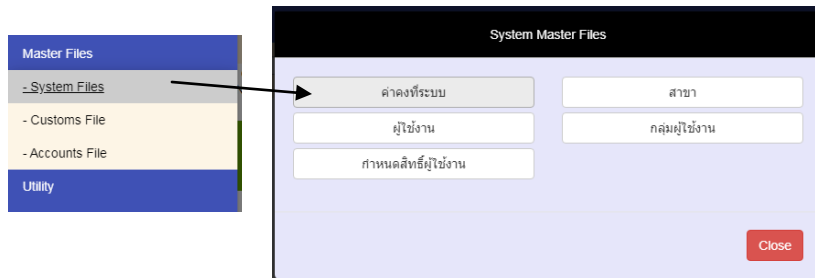 Master Files
- System Files
- Customs File
- Accounts File
Utility
System Master Files
ค่าคงที่ระบบ
สาขา
ผู้ใช้งาน
กลุ่มผู้ใช้งาน
กำหนดสิทธิ์ผู้ใช้งาน
Close